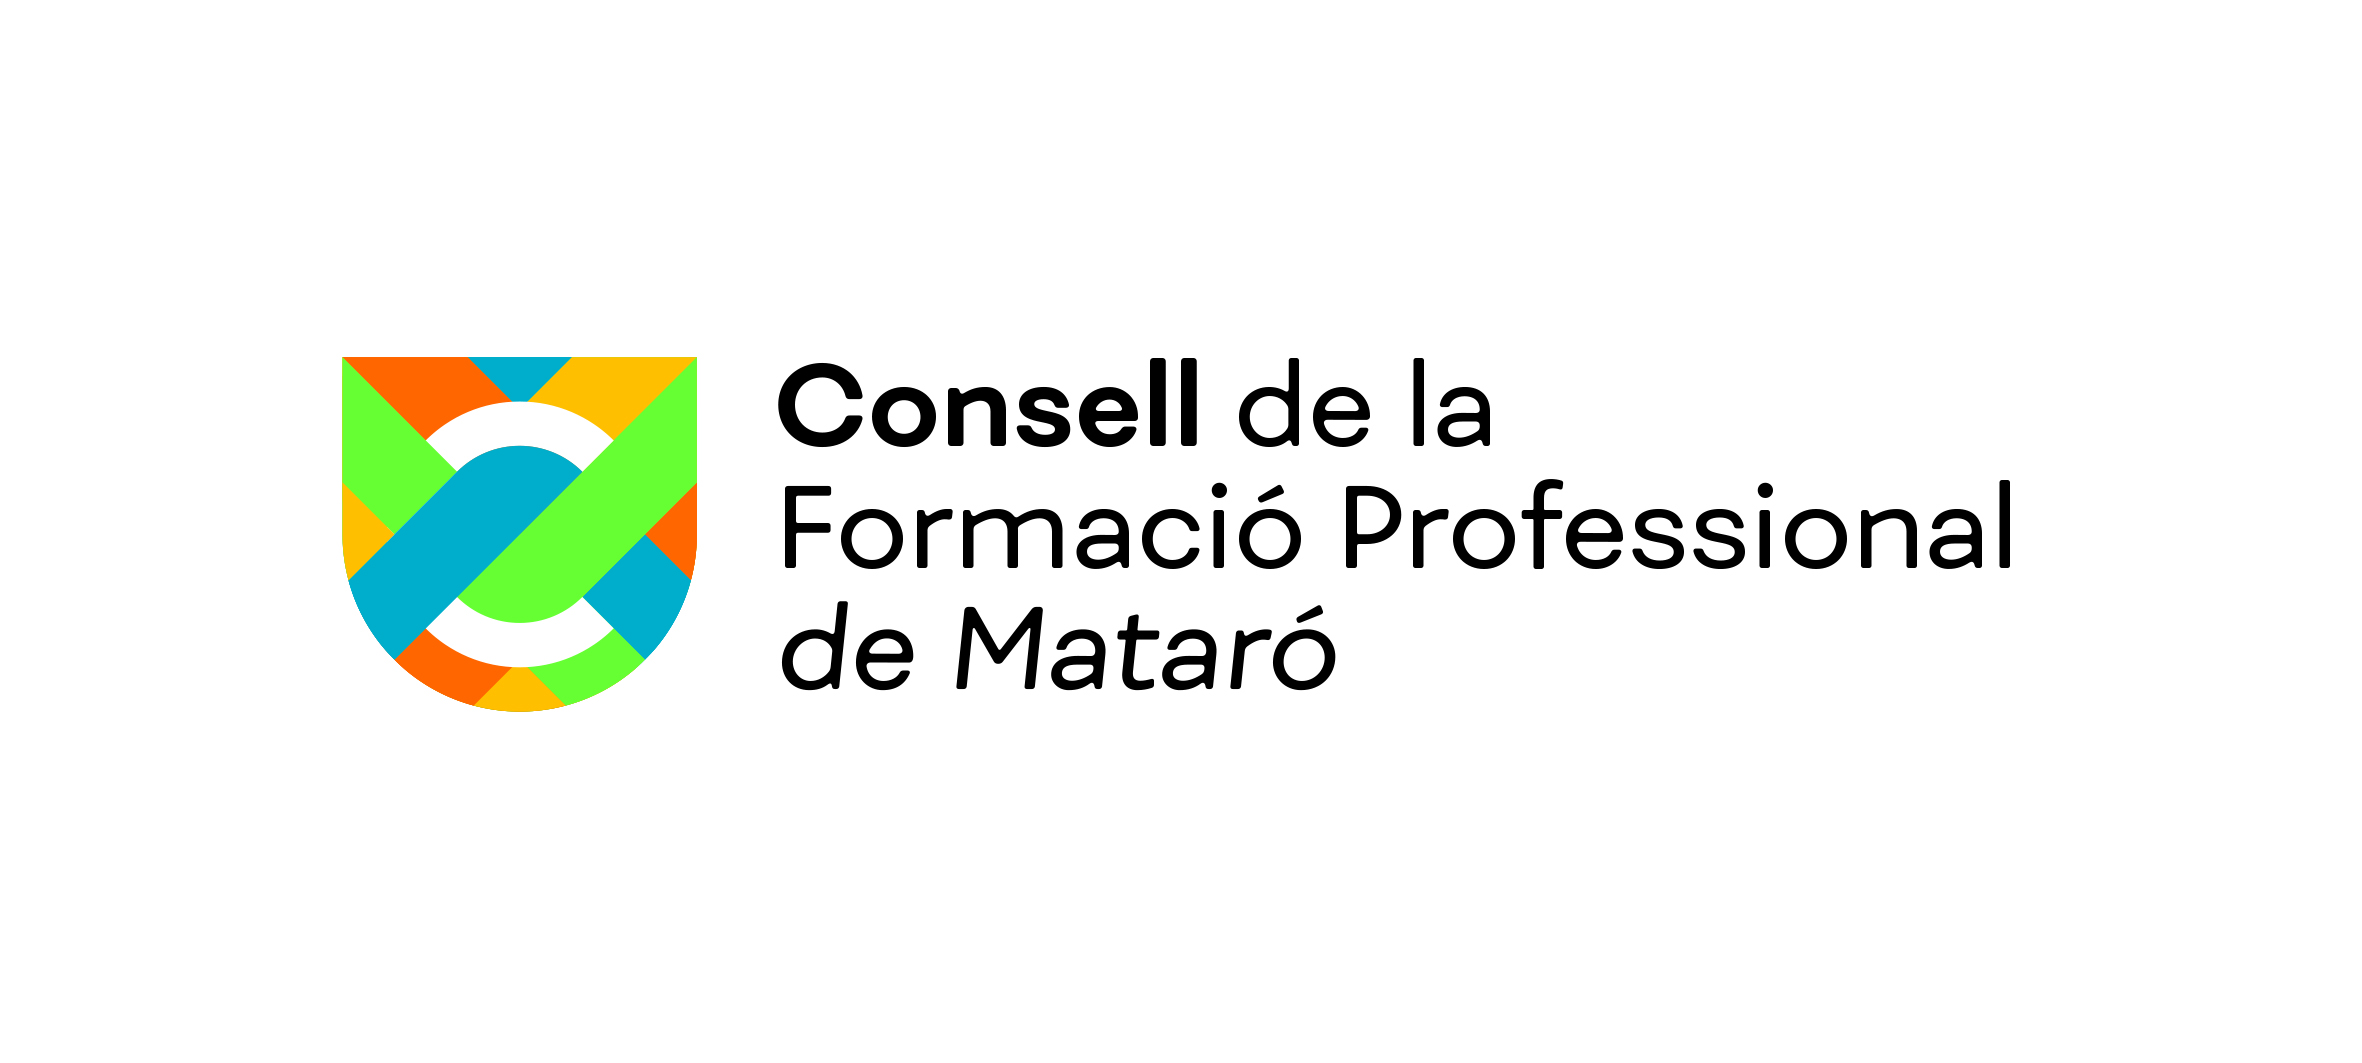 Consell de la
Formació Professional
de Mataró